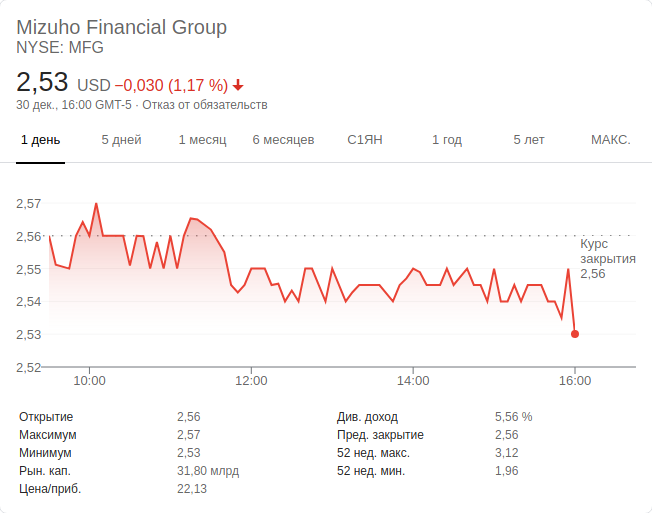 Mizuho Financial Group
NYSE: MFG
2,53 USD −0,030 (1,17 %)
30 дек., 16:00 GMT-5 · Отказ от обязательств
1 день 5 дней 1 месяц 6 месяцев С1ЯН 1 год 5 лет МАКС.
2,57
2,56
Курс
закрытия
2,56
2,55
2,54
2,53
2,52
10:00 12:00 14:00 16:00
Открытие 2,56 Див. доход 5,56 %
Максимум 2,57 Пред. закрытие 2,56
Минимум 2,53 52 нед. макс. 3,12
Рын. кап. 31,80 млрд 52 нед. мин. 1,96
Цена/приб. 22,13